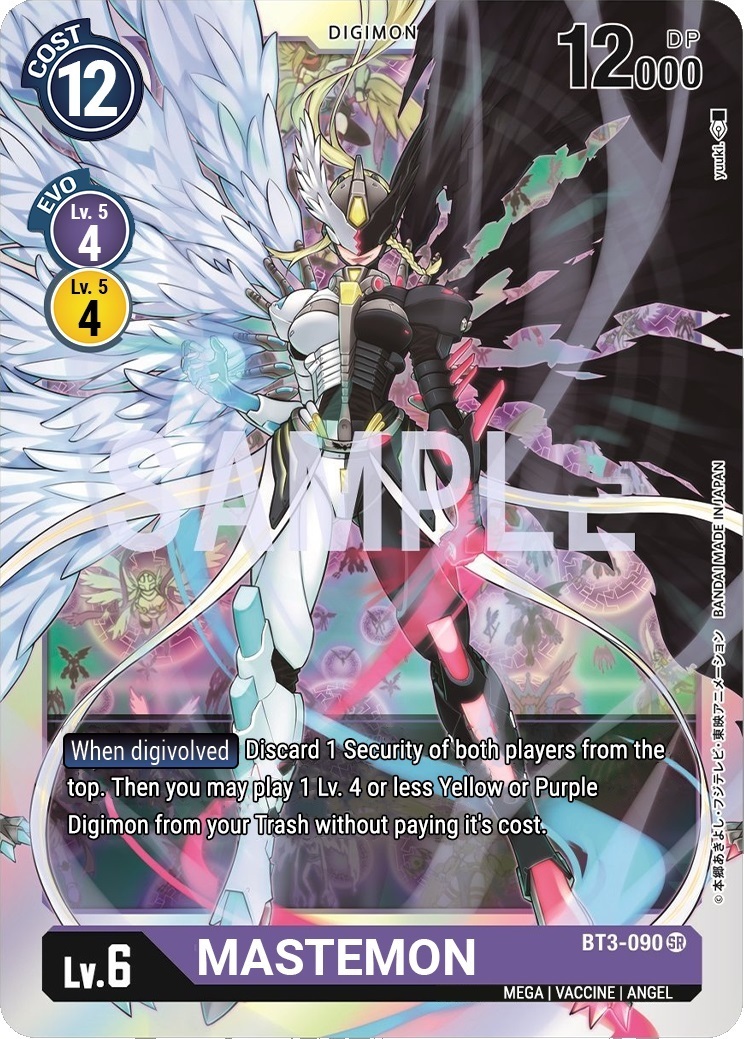 DIGIMON
COST
12
12000
DP
EVO
Lv. 5
4
Lv. 5
4
yuuki.
SAMPLE
BANDAI MADE IN JAPAN
© 本郷あきよし・フジテレビ・東映アニメーション
When digivolved Discard 1 Security of both players from the
top. Then you may play 1 Lv. 4 or less Yellow or Purple
Digimon from your Trash without paying it's cost.
BT3-090 SR
Lv.6
MASTEMON
MEGA | VACCINE | ANGEL